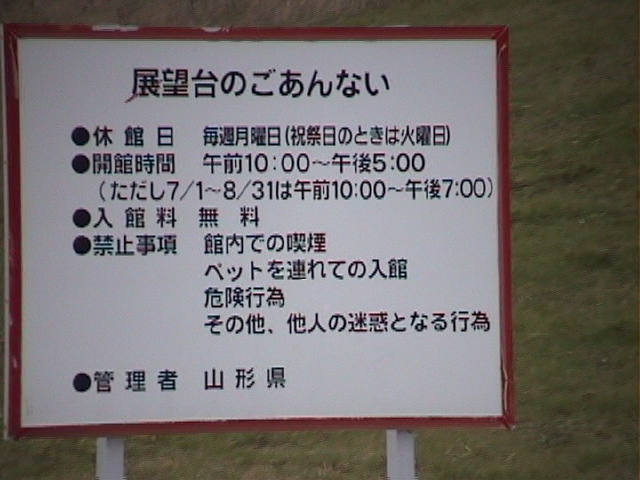 展望台のごあんない
●休館日 毎週月曜日(祝祭日のときは火曜日)
●開館時間 午前10:00～午後5:00
(ただし7/1～8/31は午前10:00～午後7:00)
●入館料 無料
●禁止事項 館内での喫煙
ペットを連れての入館
危険行為
その他、他人の迷惑となる行為
●管理者 山形県